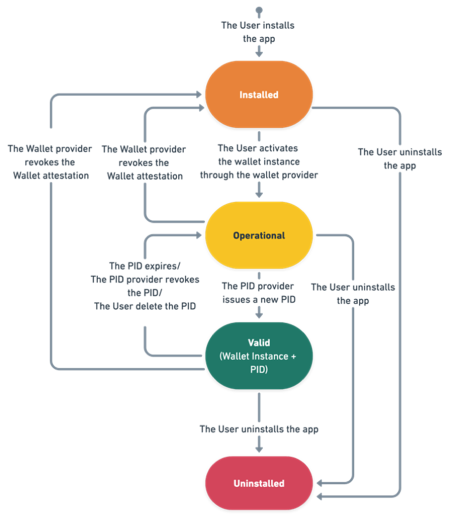 The User installs
the app
Installed
The Wallet provider
revokes the
Wallet attestation
The Wallet provider
revokes the
Wallet attestation
The User activates
the wallet instance
through the wallet provider
The User uninstalls
the app
Operational
The PID expires/
The PID provider revokes
the PID/
The User delete the PID
The PID provider
issues a new PID
The User uninstalls
the app
Valid
(Wallet Instance +
PID)
The User uninstalls the app
Uninstalled